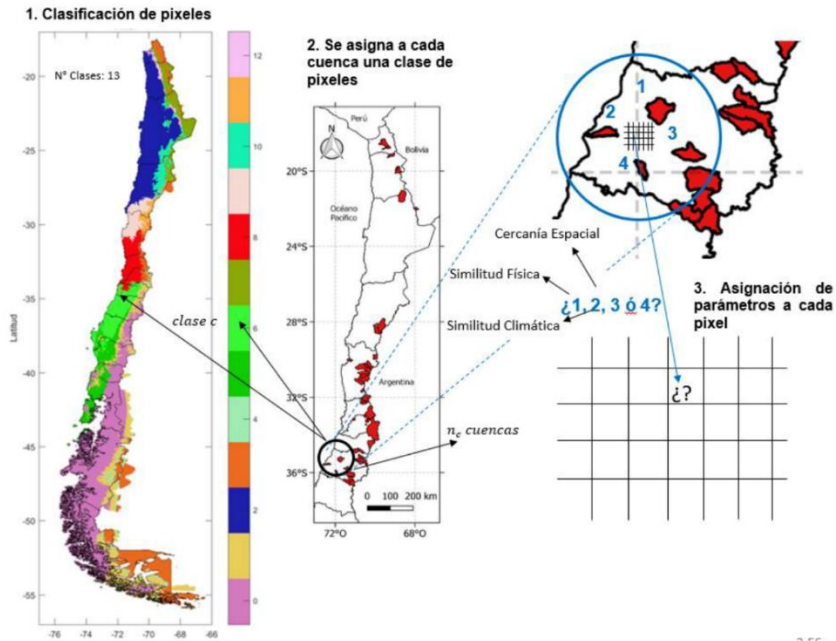 1. Clasificación de pixeles
N° Clases: 13
Latitud
-20
-25
-30
-35
-40
-45
-50
-55
-76
-74
-72
-70
-68
-66
12
10
8
6
4
2
0
clase c
2. Se asigna a cada
cuenca una clase de
pixeles
Perú
N
Bolivia
Océano
Pacífico
Argentina
20°S
24°S
28°S
32°S
36°S
0 100 200 km
72°O
68°O
n_c cuencas
1
2
3
4
Cercanía Espacial
Similitud Física
¿1, 2, 3 ó 4?
Similitud Climática
3. Asignación de
parámetros a cada
pixel
¿?